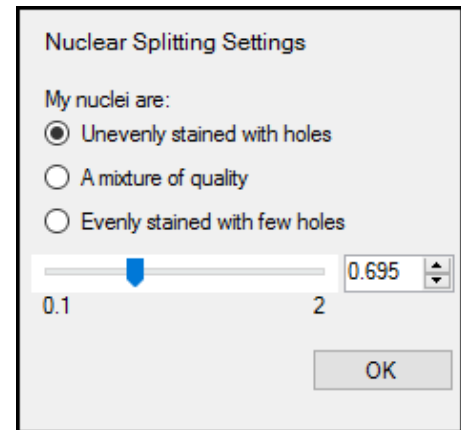 Nuclear Splitting Settings
My nuclei are:
Unevenly stained with holes
A mixture of quality
Evenly stained with few holes
0.695
0.1 2
OK